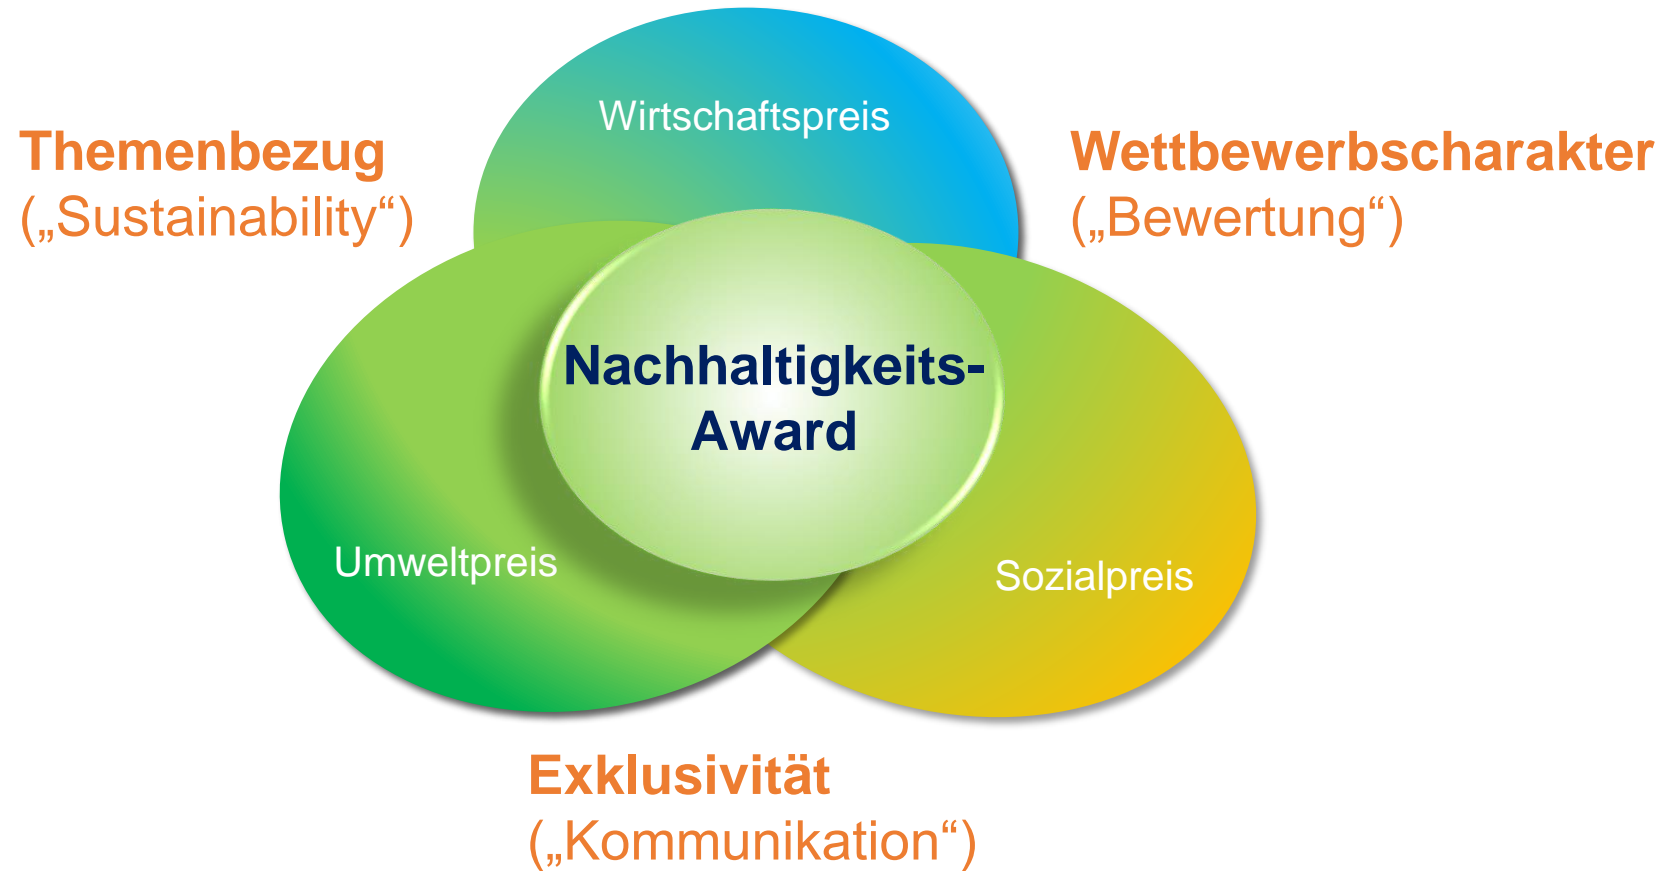 Wirtschaftspreis
Themenbezug
(„Sustainability“)
Wettbewerbscharakter
(„Bewertung“)
Nachhaltigkeits-
Award
Umweltpreis
Sozialpreis
Exklusivität
(„Kommunikation“)